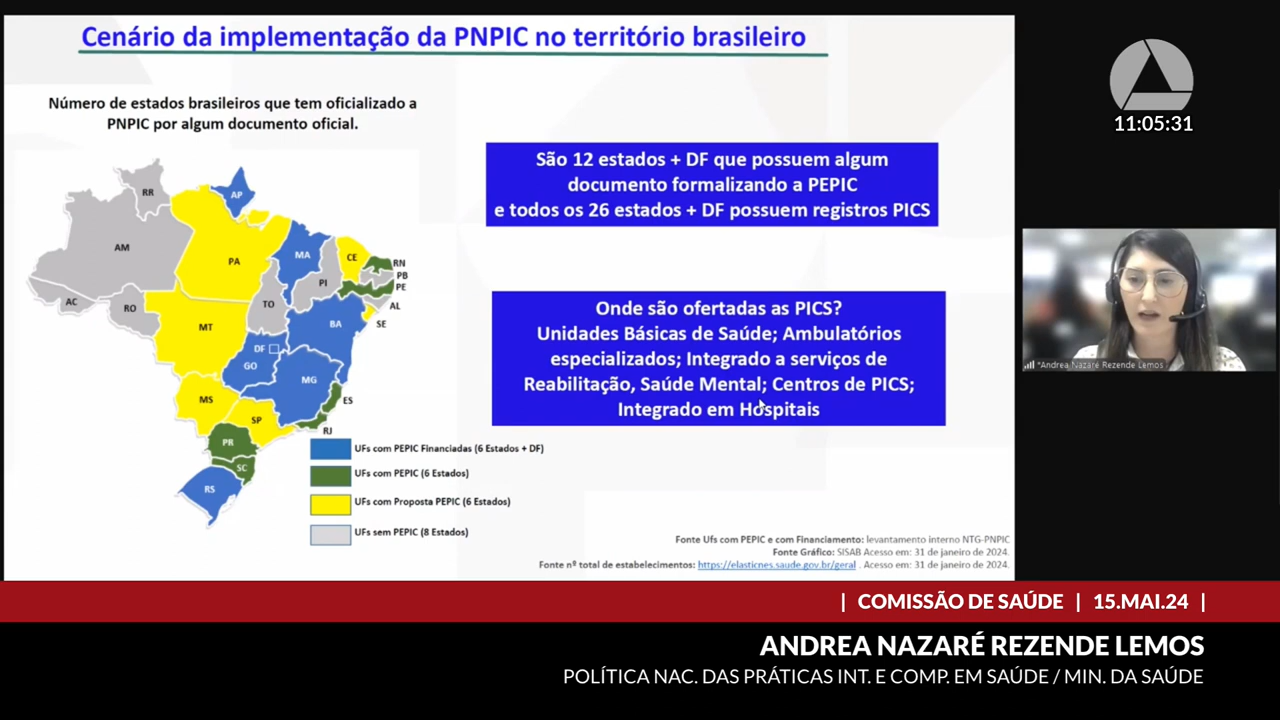 Cenário da implementação da PNPIC no território brasileiro
Número de estados brasileiros que tem oficializado a
PNPIC por algum documento oficial.
RR
AP
AM
PA
MA
CE
RN
PB
PE
PI
AL
SE
AC
RO
TO
MT
BA
DF
GO
MG
ES
MS
SP
RJ
PR
SC
RS
UFs com PEPIC Financiadas (6 Estados + DF)
UFs com PEPIC (6 Estados)
UFs com Proposta PEPIC (6 Estados)
UFs sem PEPIC (8 Estados)
São 12 estados + DF que possuem algum
documento formalizando a PEPIC
e todos os 26 estados + DF possuem registros PICS
Onde são ofertadas as PICS?
Unidades Básicas de Saúde; Ambulatórios
especializados; Integrado a serviços de
Reabilitação, Saúde Mental; Centros de PICS;
Integrado em Hospitais
Fonte Ufs com PEPIC e com Financiamento: levantamento interno NTG-PNPIC
Fonte Gráfico: SISAB Acesso em: 31 de janeiro de 2024.
Fonte nº total de estabelecimentos: https://elasticnes.saude.gov.br/geral . Acesso em: 31 de janeiro de 2024.
11:05:31
"Andrea Nazaré Rezende Lemos
| COMISSÃO DE SAÚDE | 15.MAI.24 |
ANDREA NAZARÉ REZENDE LEMOS
POLÍTICA NAC. DAS PRÁTICAS INT. E COMP. EM SAÚDE / MIN. DA SAÚDE